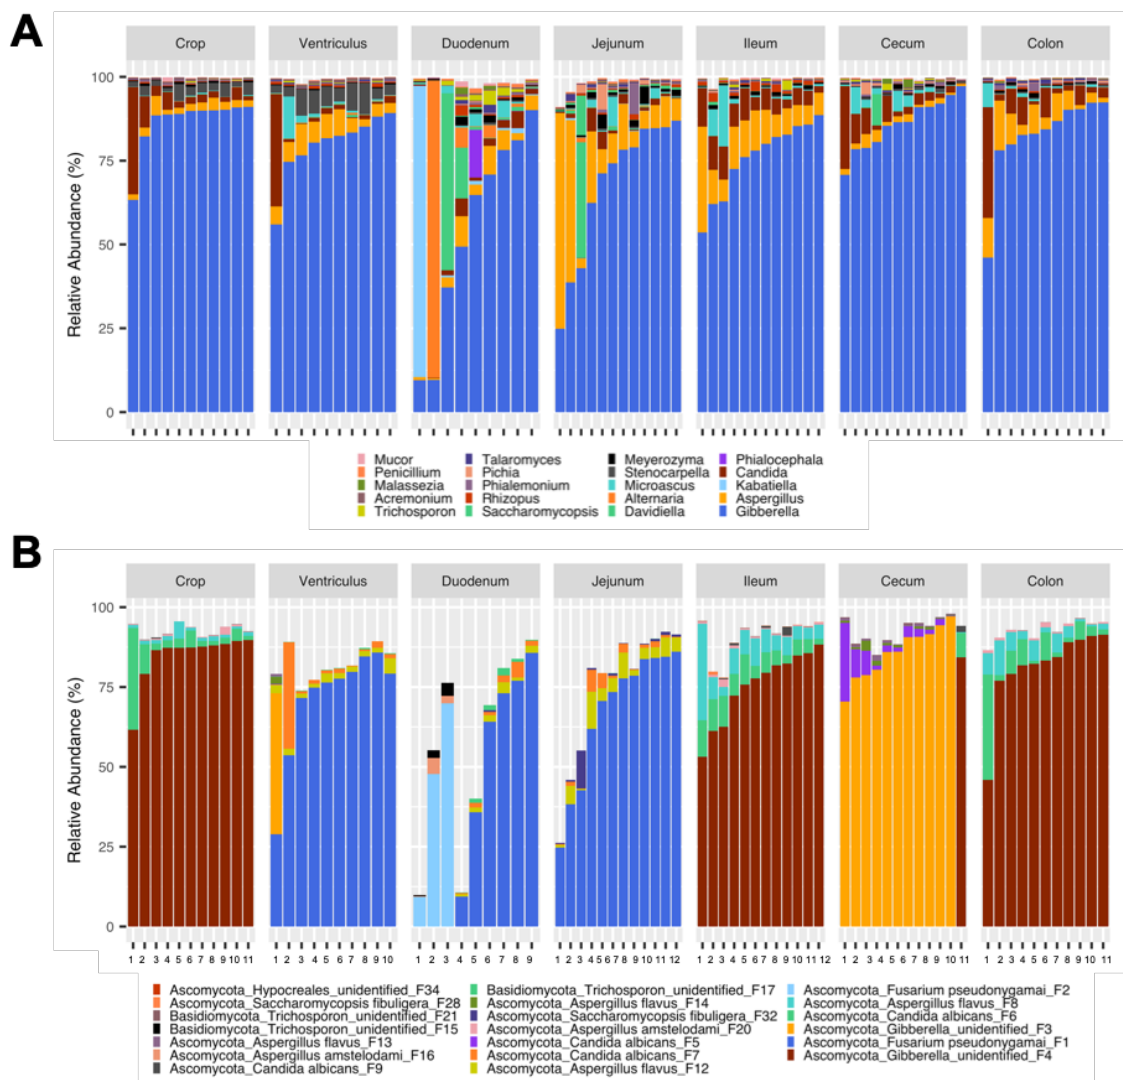 A
Crop Ventriculus Duodenum Jejunum Ileum Cecum Colon
100
75
50
25
0
Relative Abundance (%)
Mucor Talaromyces Meyerozyma Phialocephala
Penicillium Pichia Stenocarpella Candida
Malassezia Phialemonium Microascus Kabatiella
Acremonium Rhizopus Alternaria Aspergillus
Trichosporon Saccharomycopsis Davidiella Gibberella
B
Crop Ventriculus Duodenum Jejunum Ileum Cecum Colon
100
75
50
25
0
Relative Abundance (%)
1 2 3 4 5 6 7 8 9 10 11 1 2 3 4 5 6 7 8 9 10 1 2 3 4 5 6 7 8 9 1 2 3 4 5 6 7 8 9 10 11 12 1 2 3 4 5 6 7 8 9 10 11 12 1 2 3 4 5 6 7 8 9 10 11 1 2 3 4 5 6 7 8 9 10 11
Ascomycota_Hypocreales_unidentified_F34 Basidiomycota_Trichosporon_unidentified_F17 Ascomycota_Fusarium pseudonygamai_F2
Ascomycota_Saccharomycopsis fibuligera_F28 Ascomycota_Aspergillus flavus_F14 Ascomycota_Aspergillus flavus_F8
Basidiomycota_Trichosporon_unidentified_F21 Ascomycota_Saccharomycopsis fibuligera_F32 Ascomycota_Candida albicans_F6
Basidiomycota_Trichosporon_unidentified_F15 Ascomycota_Aspergillus amstelodami_F20 Ascomycota_Gibberella_unidentified_F3
Ascomycota_Aspergillus flavus_F13 Ascomycota_Candida albicans_F5 Ascomycota_Fusarium pseudonygamai_F1
Ascomycota_Aspergillus amstelodami_F16 Ascomycota_Candida albicans_F7 Ascomycota_Gibberella_unidentified_F4
Ascomycota_Candida albicans_F9 Ascomycota_Aspergillus flavus_F12